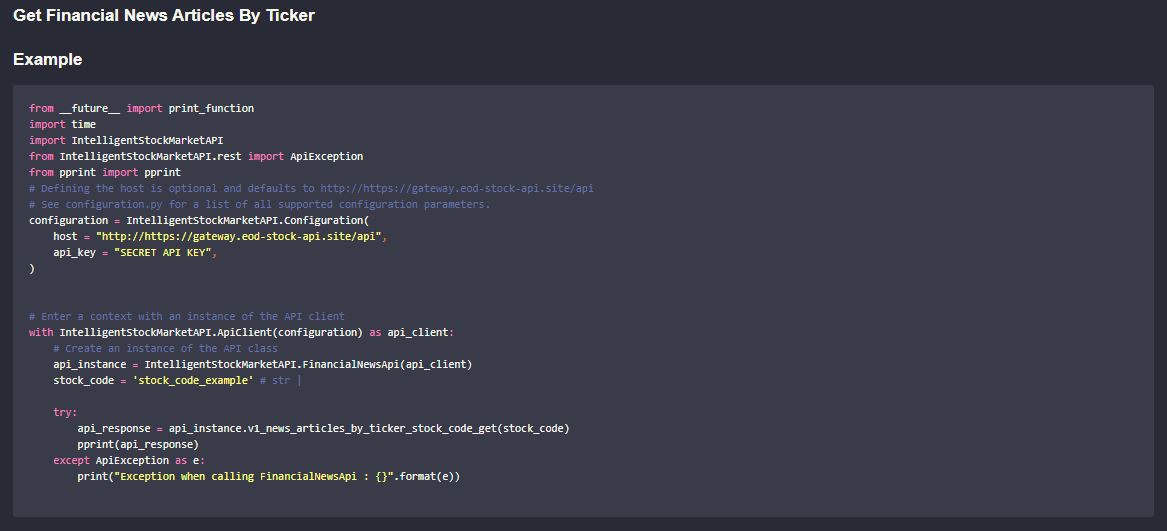 Get Financial News Articles By Ticker
Example
from __future__ import print_function
import time
import IntelligentStockMarketAPI
from IntelligentStockMarketAPI.rest import ApiException
from pprint import pprint
# Defining the host is optional and defaults to http://https://gateway.eod-stock-api.site/api
# See configuration.py for a list of all supported configuration parameters.
configuration = IntelligentStockMarketAPI.Configuration(
    host = "http://https://gateway.eod-stock-api.site/api",
    api_key = "SECRET API KEY",
)
# Enter a context with an instance of the API client
with IntelligentStockMarketAPI.ApiClient(configuration) as api_client:
    # Create an instance of the API class
    api_instance = IntelligentStockMarketAPI.FinancialNewsApi(api_client)
    stock_code = 'stock_code_example' # str |
    try:
        api_response = api_instance.v1_news_articles_by_ticker_stock_code_get(stock_code)
        pprint(api_response)
    except ApiException as e:
        print("Exception when calling FinancialNewsApi : {}".format(e))